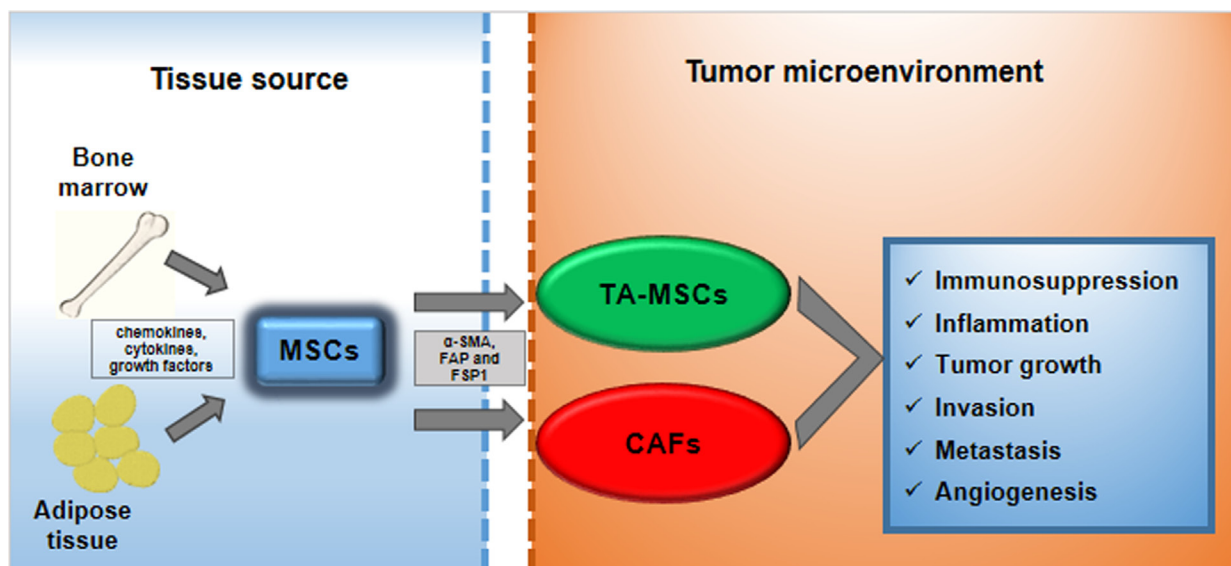 Tissue source
Tumor microenvironment
Bone
marrow
chemokines,
cytokines,
growth factors
Adipose
tissue
MSCs
α-SMA,
FAP and
FSP1
TA-MSCs
CAFs
✓ Immunosuppression
✓ Inflammation
✓ Tumor growth
✓ Invasion
✓ Metastasis
✓ Angiogenesis